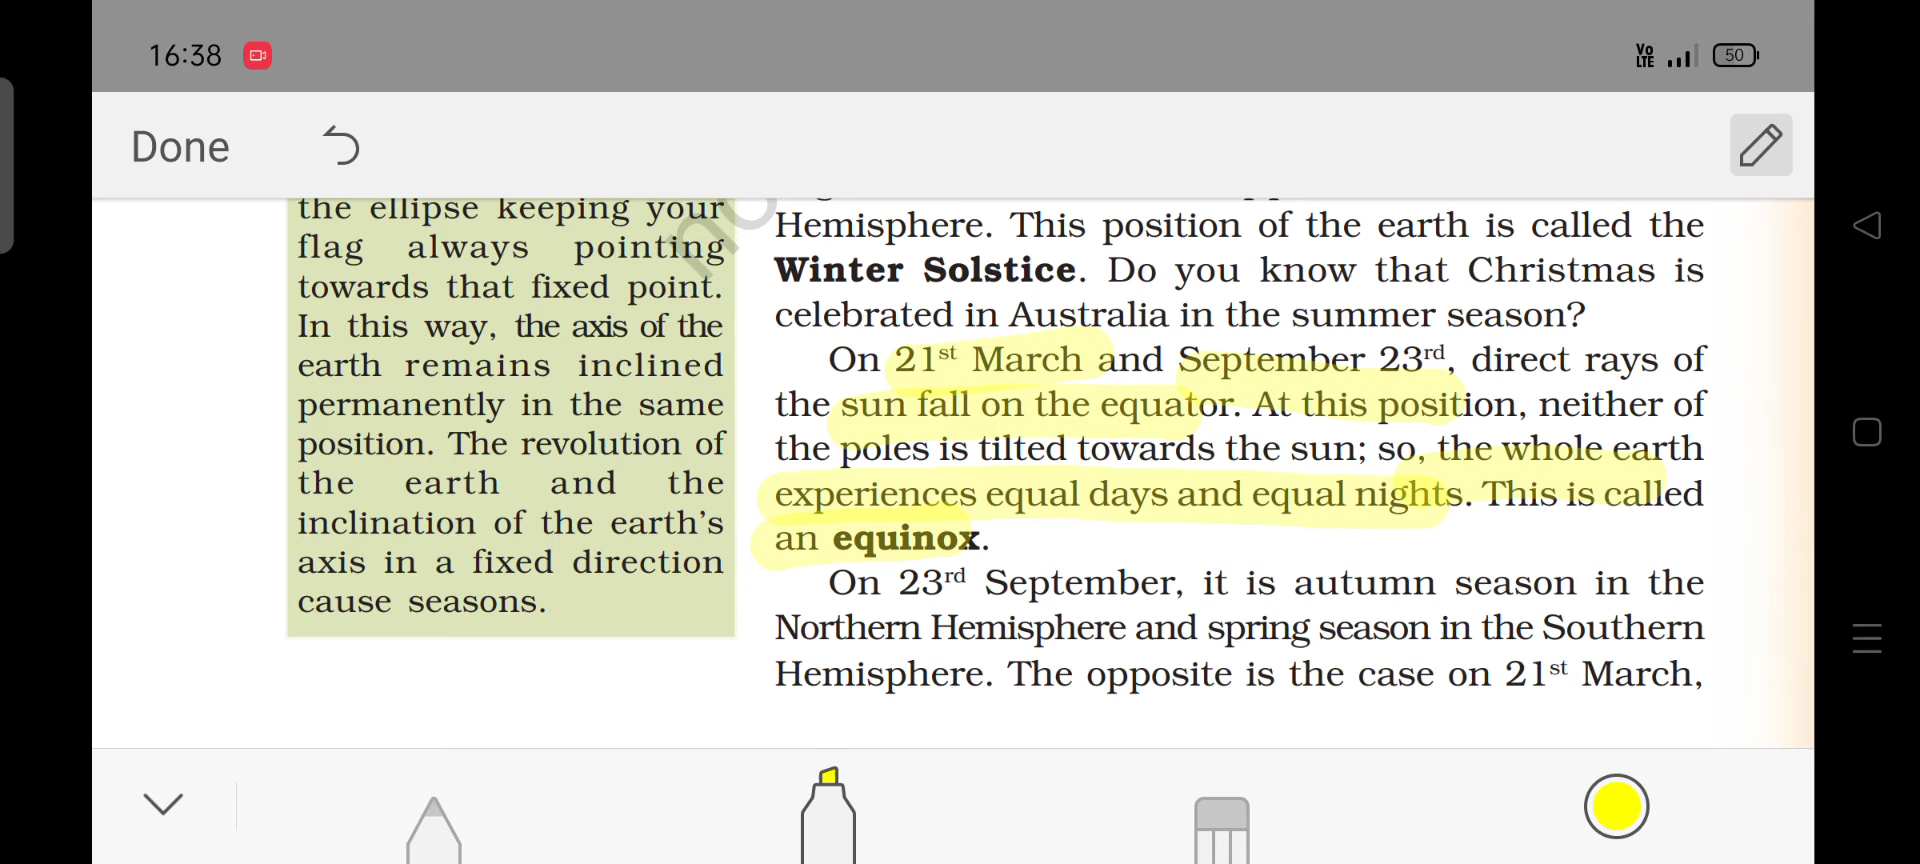 16:38
Vo LTE
50
Done
the ellipse keeping your
flag always pointing
towards that fixed point.
In this way, the axis of the
earth remains inclined
permanently in the same
position. The revolution of
the earth and the
inclination of the earth's
axis in a fixed direction
cause seasons.
Hemisphere. This position of the earth is called the
Winter Solstice. Do you know that Christmas is
celebrated in Australia in the summer season?
On 21st March and September 23rd, direct rays of
the sun fall on the equator. At this position, neither of
the poles is tilted towards the sun; so, the whole earth
experiences equal days and equal nights. This is called
an equinox.
On 23rd September, it is autumn season in the
Northern Hemisphere and spring season in the Southern
Hemisphere. The opposite is the case on 21st March,